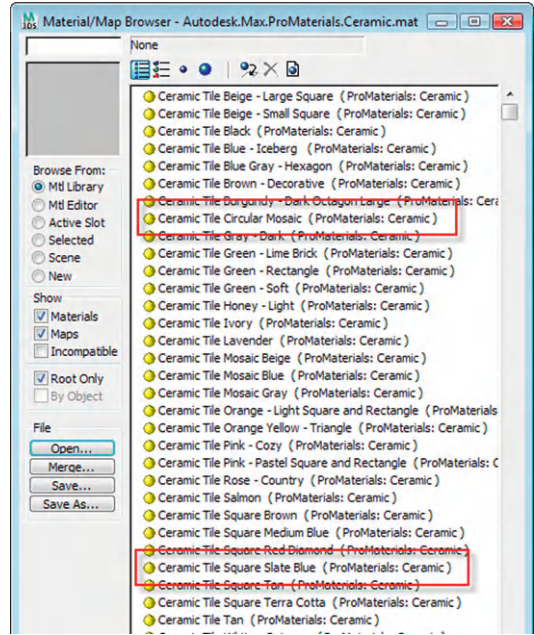 Material/Map Browser - Autodesk.Max.ProMaterials.Ceramic.mat
None
Browse From:
Mtl Library
Mtl Editor
Active Slot
Selected
Scene
New
Show
Materials
Maps
Incompatible
Root Only
By Object
File
Open...
Merge...
Save...
Save As...
Ceramic Tile Beige - Large Square ( ProMaterials: Ceramic )
Ceramic Tile Beige - Small Square ( ProMaterials: Ceramic )
Ceramic Tile Black ( ProMaterials: Ceramic )
Ceramic Tile Blue - Iceberg ( ProMaterials: Ceramic )
Ceramic Tile Blue Gray - Hexagon ( ProMaterials: Ceramic )
Ceramic Tile Brown - Decorative ( ProMaterials: Ceramic )
Ceramic Tile Burgundy - Dark Octagon Large ( ProMaterials: Cera
Ceramic Tile Circular Mosaic ( ProMaterials: Ceramic )
Ceramic Tile Gray - Dark ( ProMaterials: Ceramic )
Ceramic Tile Green - Lime Brick ( ProMaterials: Ceramic )
Ceramic Tile Green - Rectangle ( ProMaterials: Ceramic )
Ceramic Tile Green - Soft ( ProMaterials: Ceramic )
Ceramic Tile Honey - Light ( ProMaterials: Ceramic )
Ceramic Tile Ivory ( ProMaterials: Ceramic )
Ceramic Tile Lavender ( ProMaterials: Ceramic )
Ceramic Tile Mosaic Beige ( ProMaterials: Ceramic )
Ceramic Tile Mosaic Blue ( ProMaterials: Ceramic )
Ceramic Tile Mosaic Gray ( ProMaterials: Ceramic )
Ceramic Tile Orange - Light Square and Rectangle ( ProMaterials
Ceramic Tile Orange Yellow - Triangle ( ProMaterials: Ceramic )
Ceramic Tile Pink - Cozy ( ProMaterials: Ceramic )
Ceramic Tile Pink - Pastel Square and Rectangle ( ProMaterials: C
Ceramic Tile Rose - Country ( ProMaterials: Ceramic )
Ceramic Tile Salmon ( ProMaterials: Ceramic )
Ceramic Tile Square Brown ( ProMaterials: Ceramic )
Ceramic Tile Square Medium Blue ( ProMaterials: Ceramic )
Ceramic Tile Square Red Diamond ( ProMaterials: Ceramic )
Ceramic Tile Square Slate Blue ( ProMaterials: Ceramic )
Ceramic Tile Square Tan ( ProMaterials: Ceramic )
Ceramic Tile Square Terra Cotta ( ProMaterials: Ceramic )
Ceramic Tile Tan ( ProMaterials: Ceramic )